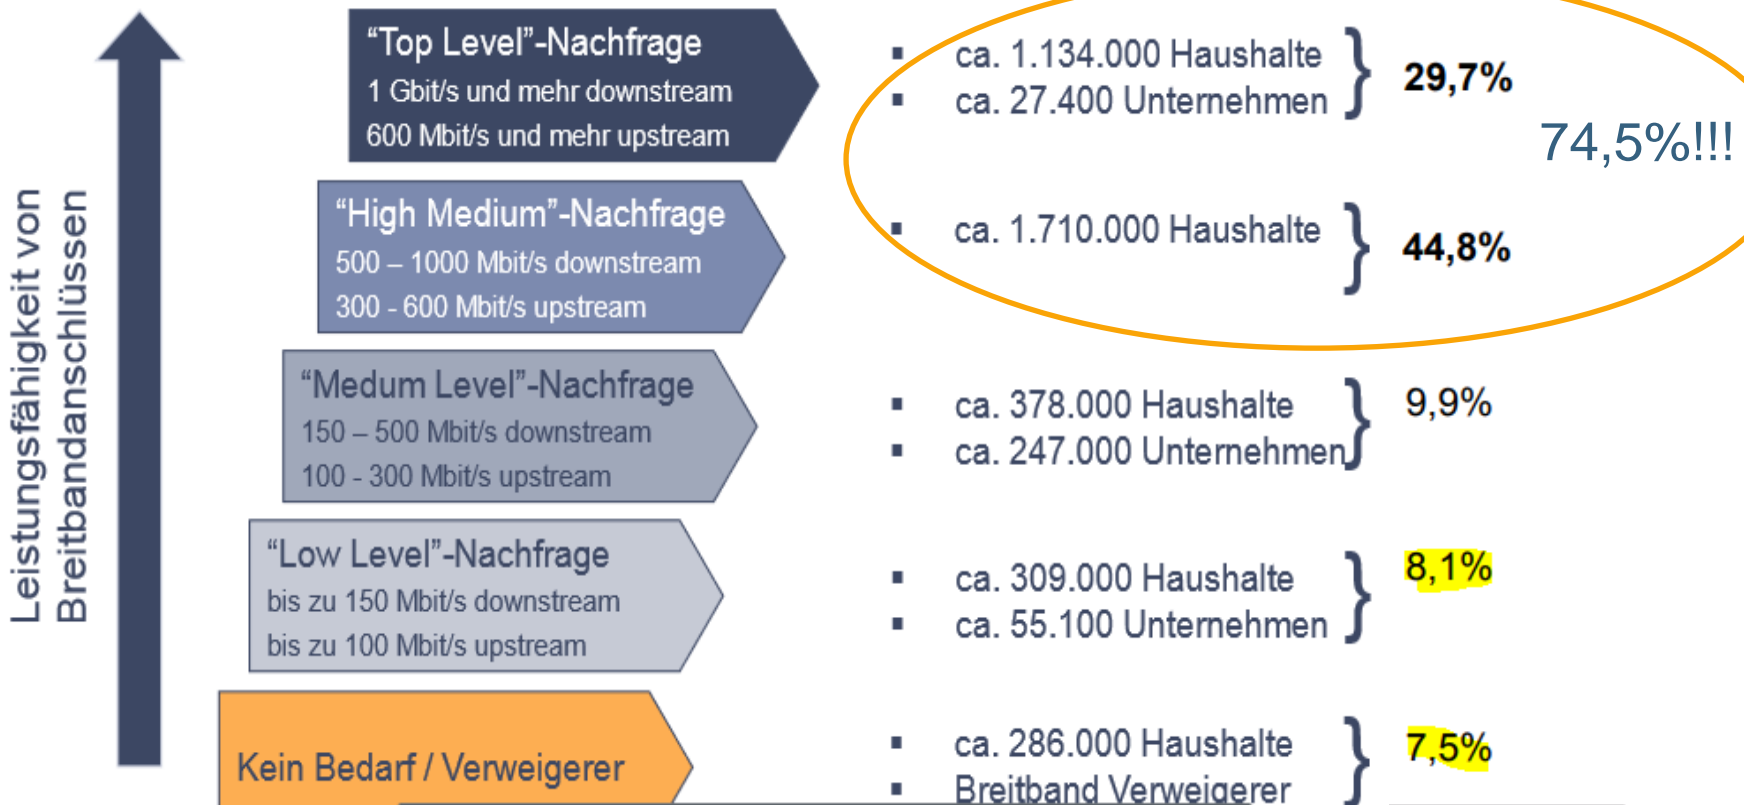 Leistungsfähigkeit von
Breitbandanschlüssen
“Top Level”-Nachfrage
1 Gbit/s und mehr downstream
600 Mbit/s und mehr upstream
▪ ca. 1.134.000 Haushalte
▪ ca. 27.400 Unternehmen
29,7%
74,5%!!!
“High Medium”-Nachfrage
500 – 1000 Mbit/s downstream
300 - 600 Mbit/s upstream
▪ ca. 1.710.000 Haushalte
44,8%
“Medum Level”-Nachfrage
150 – 500 Mbit/s downstream
100 - 300 Mbit/s upstream
▪ ca. 378.000 Haushalte
▪ ca. 247.000 Unternehmen
9,9%
“Low Level”-Nachfrage
bis zu 150 Mbit/s downstream
bis zu 100 Mbit/s upstream
▪ ca. 309.000 Haushalte
▪ ca. 55.100 Unternehmen
8,1%
Kein Bedarf / Verweigerer
▪ ca. 286.000 Haushalte
▪ Breitband Verweigerer
7,5%